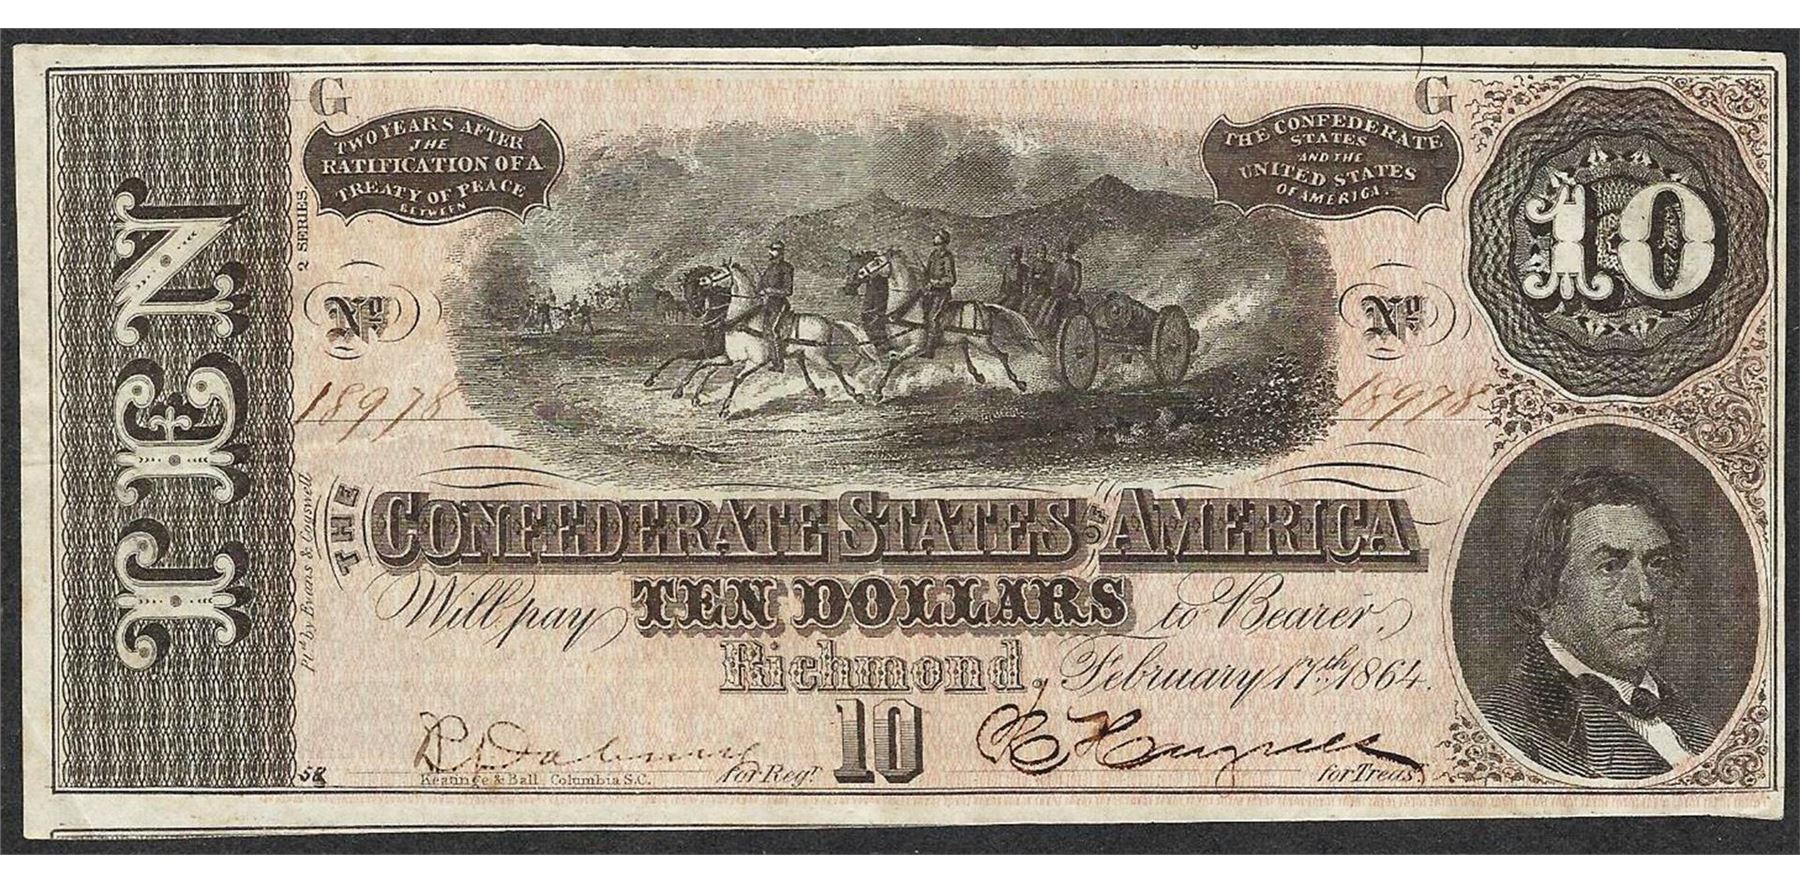 G
G
TWO YEARS AFTER
THE
RATIFICATION OF A
TREATY OF PEACE
BETWEEN
THE CONFEDERATE
STATES
AND THE
UNITED STATES
OF AMERICA.
10
TEN
2 SERIES.
No
No
18978
18978
Ptd. by Evans & Cogswell
THE
CONFEDERATE STATES OF AMERICA
Will pay TEN DOLLARS to Bearer.
Richmond, February 17th 1864.
10
58
Keatinge & Ball Columbia S.C.
for Regr.
for Treasr.